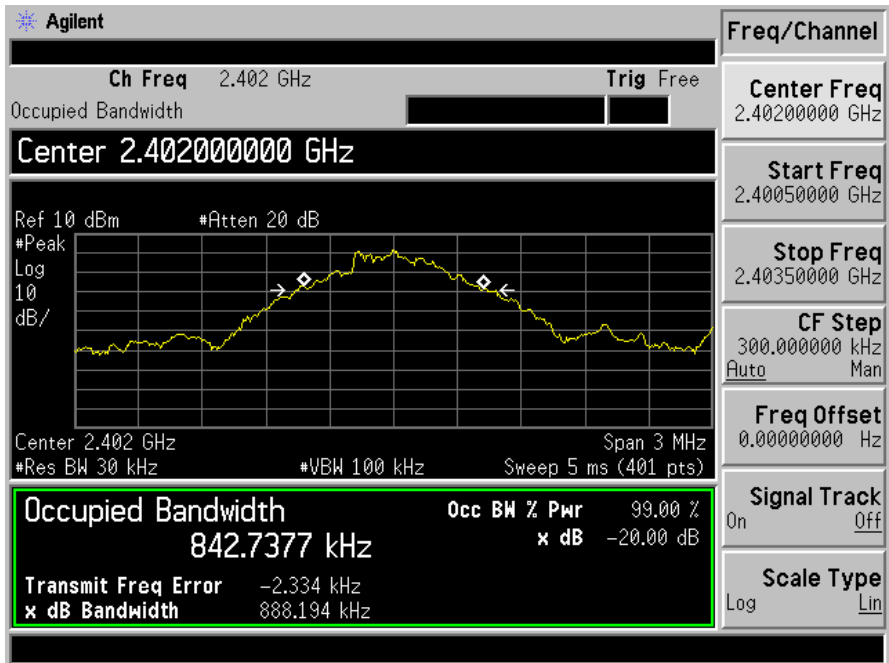 Agilent
Freq/Channel
Ch Freq 2.402 GHz Trig Free
Occupied Bandwidth
Center 2.402000000 GHz
Ref 10 dBm #Atten 20 dB
#Peak
Log
10
dB/
Center 2.402 GHz Span 3 MHz
#Res BW 30 kHz #VBW 100 kHz Sweep 5 ms (401 pts)
Occupied Bandwidth
842.7377 kHz
Occ BW % Pwr 99.00 %
x dB -20.00 dB
Transmit Freq Error -2.334 kHz
x dB Bandwidth 888.194 kHz
Center Freq
2.40200000 GHz
Start Freq
2.40050000 GHz
Stop Freq
2.40350000 GHz
CF Step
300.000000 kHz
Auto Man
Freq Offset
0.00000000 Hz
Signal Track
On Off
Scale Type
Log Lin